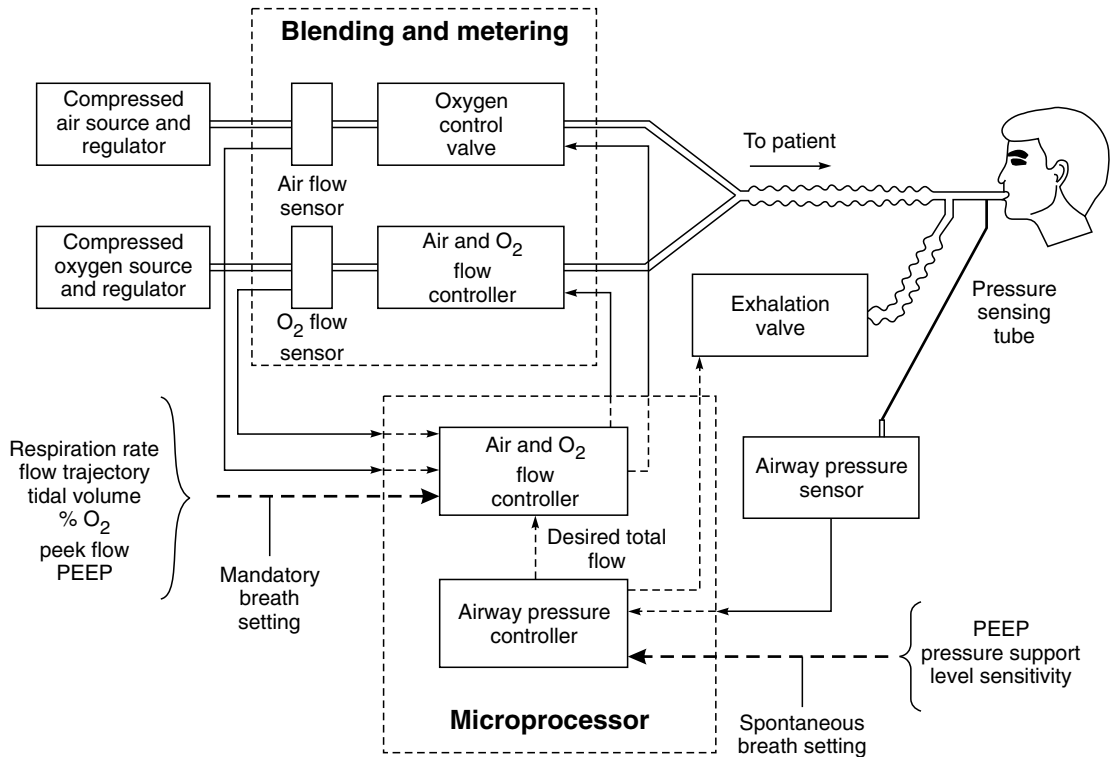 Blending and metering
Compressed
air source and
regulator
Oxygen
control
valve
To patient
Air flow
sensor
Compressed
oxygen source
and regulator
Air and O2
flow
controller
Exhalation
valve
Pressure
sensing
tube
O2 flow
sensor
Respiration rate
flow trajectory
tidal volume
% O2
peek flow
PEEP
Air and O2
flow
controller
Airway pressure
sensor
Desired total
flow
Mandatory
breath
setting
Airway pressure
controller
PEEP
pressure support
level sensitivity
Microprocessor
Spontaneous
breath setting